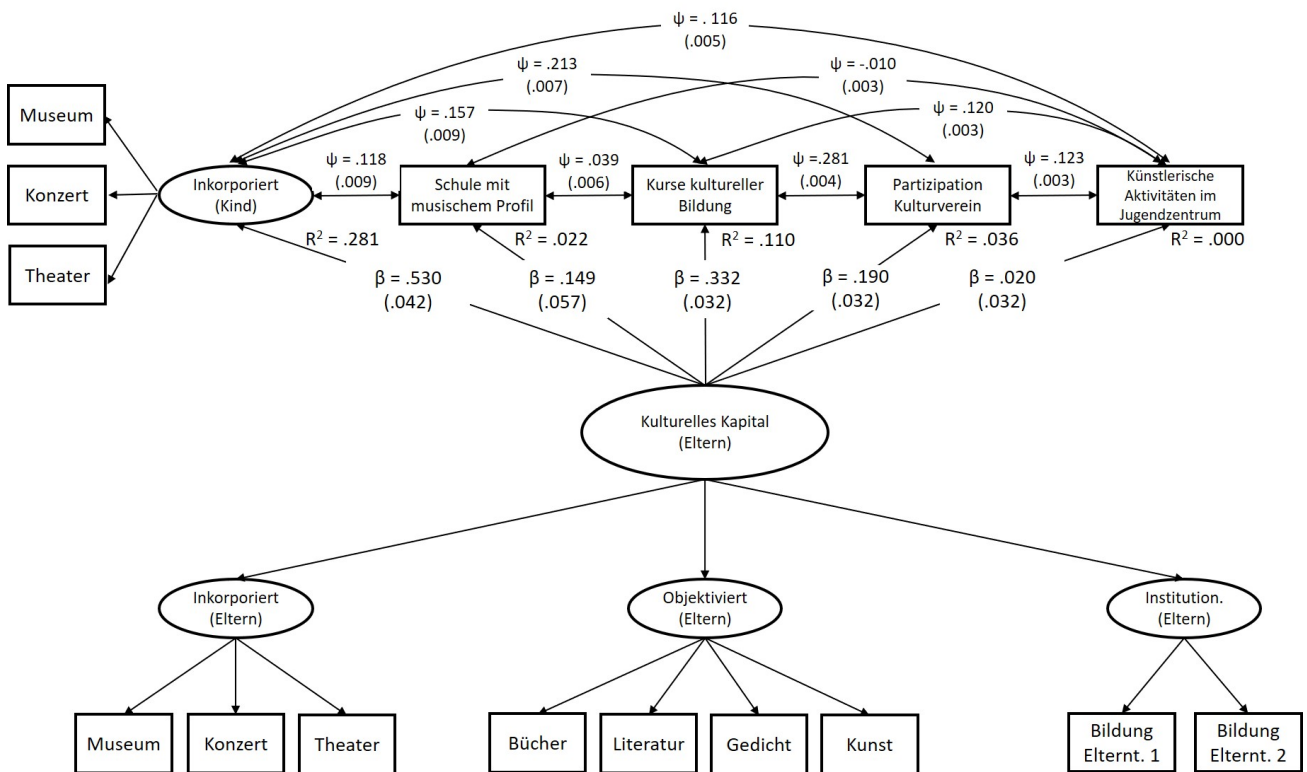 ψ = . 116
(.005)
ψ = .213
(.007)
ψ = -.010
(.003)
ψ = .157
(.009)
ψ = .120
(.003)
Museum
Konzert
Theater
Inkorporiert
(Kind)
ψ = .118
(.009)
Schule mit
musischem Profil
ψ = .039
(.006)
Kurse kultureller
Bildung
ψ = .281
(.004)
Partizipation
Kulturverein
ψ = .123
(.003)
Künstlerische
Aktivitäten im
Jugendzentrum
R² = .281
R² = .022
R² = .110
R² = .036
R² = .000
β = .530
(.042)
β = .149
(.057)
β = .332
(.032)
β = .190
(.032)
β = .020
(.032)
Kulturelles Kapital
(Eltern)
Inkorporiert
(Eltern)
Objektiviert
(Eltern)
Institution.
(Eltern)
Museum
Konzert
Theater
Bücher
Literatur
Gedicht
Kunst
Bildung
Elternt. 1
Bildung
Elternt. 2